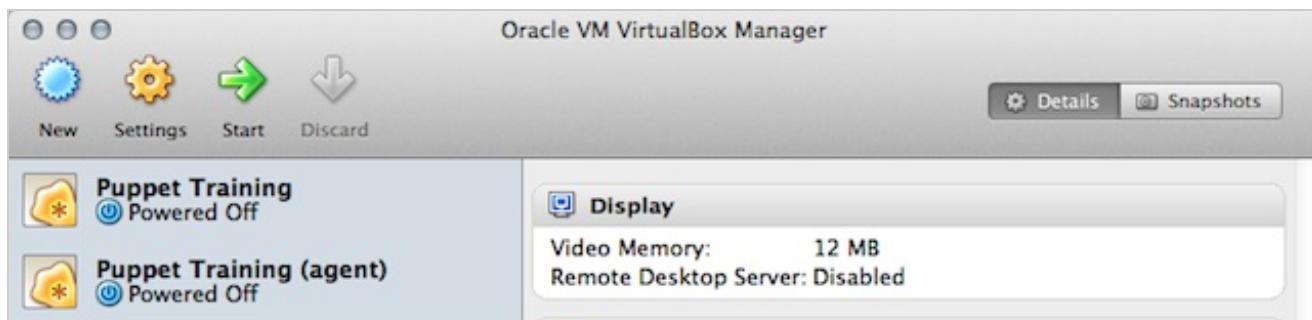 Oracle VM VirtualBox Manager
New Settings Start Discard
Details Snapshots
Puppet Training
Powered Off
Puppet Training (agent)
Powered Off
Display
Video Memory: 12 MB
Remote Desktop Server: Disabled